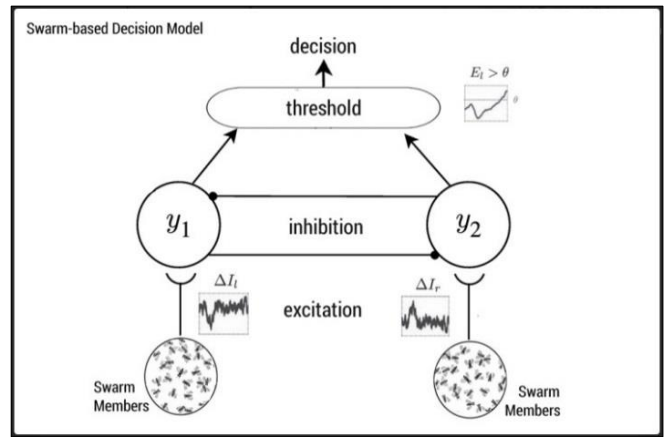 Swarm-based Decision Model
decision
E_l > θ
θ
threshold
y_1
inhibition
y_2
ΔI_l
ΔI_r
excitation
Swarm
Members
Swarm
Members